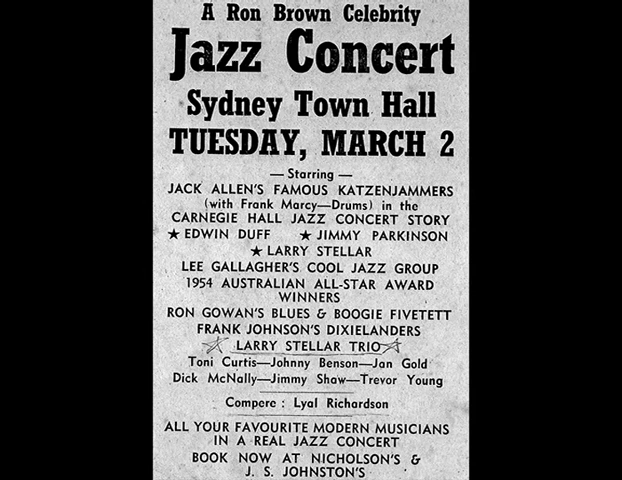 A Ron Brown Celebrity
Jazz Concert
Sydney Town Hall
TUESDAY, MARCH 2
— Starring —
JACK ALLEN'S FAMOUS KATZENJAMMERS
(with Frank Marcy—Drums) in the
CARNEGIE HALL JAZZ CONCERT STORY
★ EDWIN DUFF ★ JIMMY PARKINSON
★ LARRY STELLAR
LEE GALLAGHER'S COOL JAZZ GROUP
1954 AUSTRALIAN ALL-STAR AWARD
WINNERS
RON GOWAN'S BLUES & BOOGIE FIVETETT
FRANK JOHNSON'S DIXIELANDERS
LARRY STELLAR TRIO
Toni Curtis—Johnny Benson—Jan Gold
Dick McNally—Jimmy Shaw—Trevor Young
Compere : Lyal Richardson
ALL YOUR FAVOURITE MODERN MUSICIANS
IN A REAL JAZZ CONCERT
BOOK NOW AT NICHOLSON'S &
J. S. JOHNSTON'S